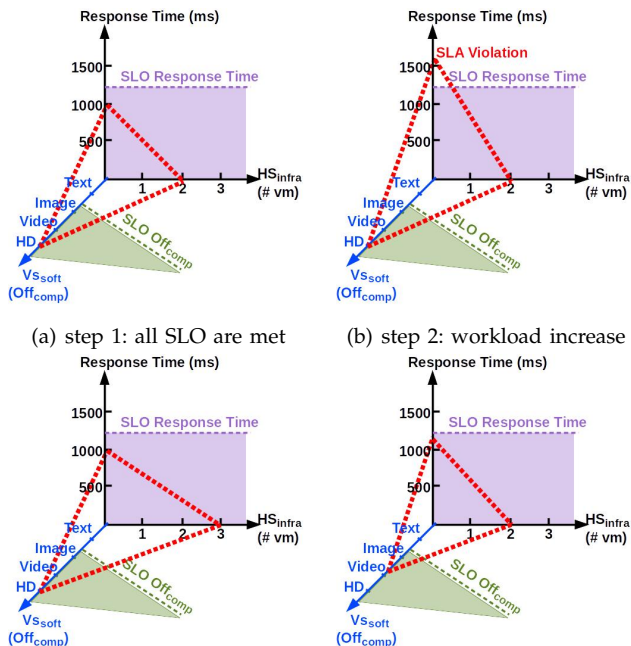 Response Time (ms)
1500
1000
500
SLO Response Time
HSinfra
(# vm)
1 2 3
Text
Image
Video
HD
SLO Offcomp
Vssoft
(Offcomp)
(a) step 1: all SLO are met
Response Time (ms)
SLA Violation
1500
1000
500
SLO Response Time
HSinfra
(# vm)
1 2 3
Text
Image
Video
HD
SLO Offcomp
Vssoft
(Offcomp)
(b) step 2: workload increase
Response Time (ms)
1500
1000
500
SLO Response Time
HSinfra
(# vm)
1 2 3
Text
Image
Video
HD
SLO Offcomp
Vssoft
(Offcomp)
Response Time (ms)
1500
1000
500
SLO Response Time
HSinfra
(# vm)
1 2 3
Text
Image
Video
HD
SLO Offcomp
Vssoft
(Offcomp)